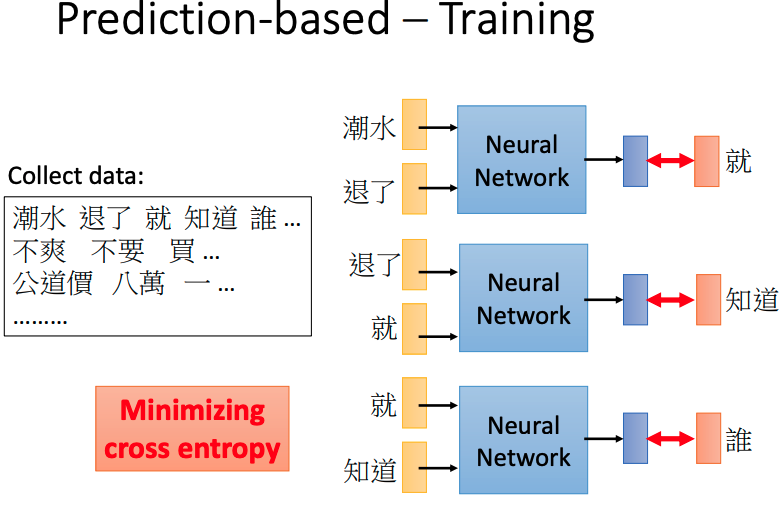 Prediction-based – Training
Collect data:
潮水 退了 就 知道 誰 …
不爽 不要 買 …
公道價 八萬 一 …
………
Minimizing
cross entropy
潮水
退了
Neural
Network
就
退了
就
Neural
Network
知道
就
知道
Neural
Network
誰